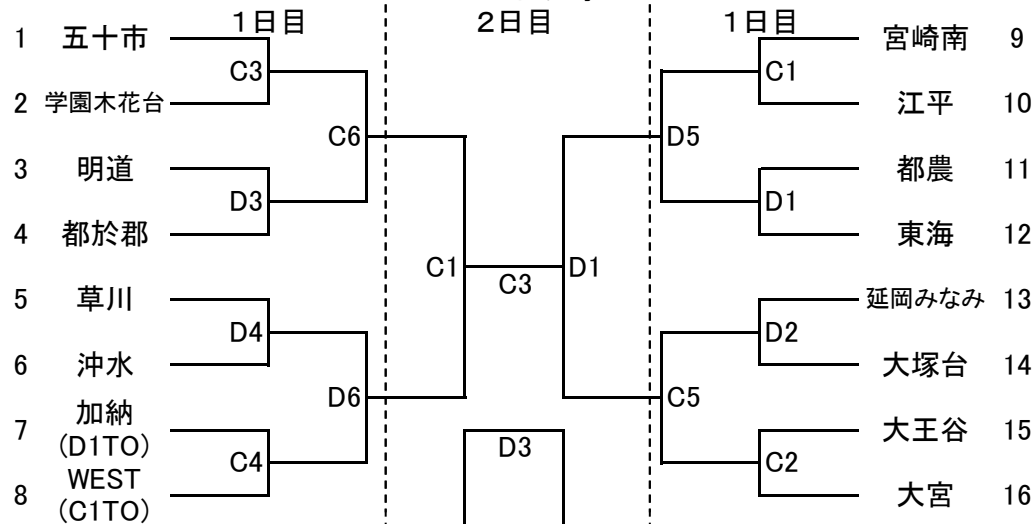 1日目 2日目 1日目
1 五十市 宮崎南 9
C3 C1
2 学園木花台 江平 10
C6 D5
3 明道 都農 11
D3 D1
4 都於郡 東海 12
C1 C3 D1
5 草川 延岡みなみ 13
D4 D2
6 沖水 大塚台 14
D6 C5
7 加納 大王谷 15
(D1TO)
D3
C4 C2
8 WEST 大宮 16
(C1TO)